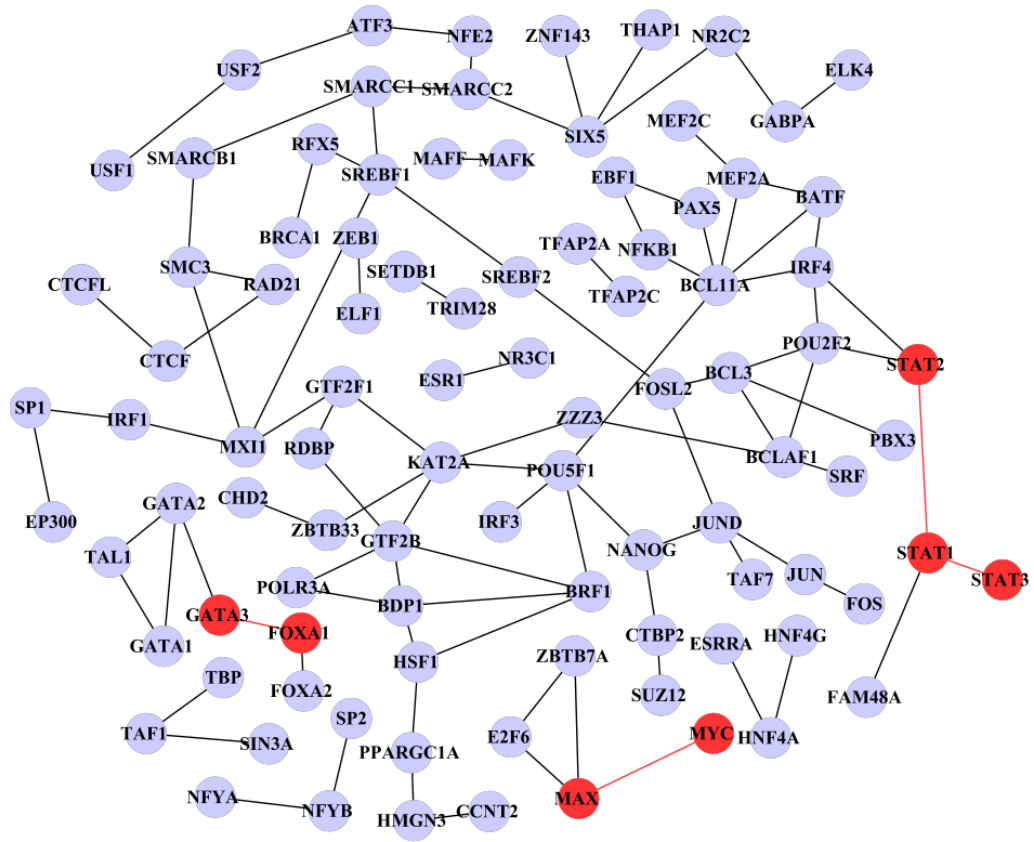 ATF3
NFE2
ZNF143
THAP1
NR2C2
USF2
SMARCC1
SMARCC2
ELK4
SIX5
MEF2C
GABPA
USF1
SMARCB1
RFX5
SREBF1
MAFF
MAFK
EBF1
MEF2A
BATF
PAX5
BRCA1
ZEB1
TFAP2A
NFKB1
CTCFL
SMC3
RAD21
SETDB1
SREBF2
TFAP2C
BCL11A
IRF4
ELF1
TRIM28
CTCF
NR3C1
ESR1
POU2F2
STAT2
GTF2F1
FOSL2
BCL3
SP1
IRF1
MXI1
RDBP
ZZZ3
PBX3
KAT2A
POU5F1
BCLAF1
SRF
EP300
GATA2
CHD2
ZBTB33
IRF3
JUND
TAL1
GTF2B
NANOG
STAT1
POLR3A
BDP1
BRF1
TAF7
JUN
FOS
STAT3
GATA3
FOXA1
GATA1
HSF1
CTBP2
ESRRA
HNF4G
ZBTB7A
TBP
FOXA2
SUZ12
FAM48A
TAF1
SIN3A
SP2
PPARGC1A
E2F6
MYC
HNF4A
NFYA
NFYB
HMGN3
CCNT2
MAX